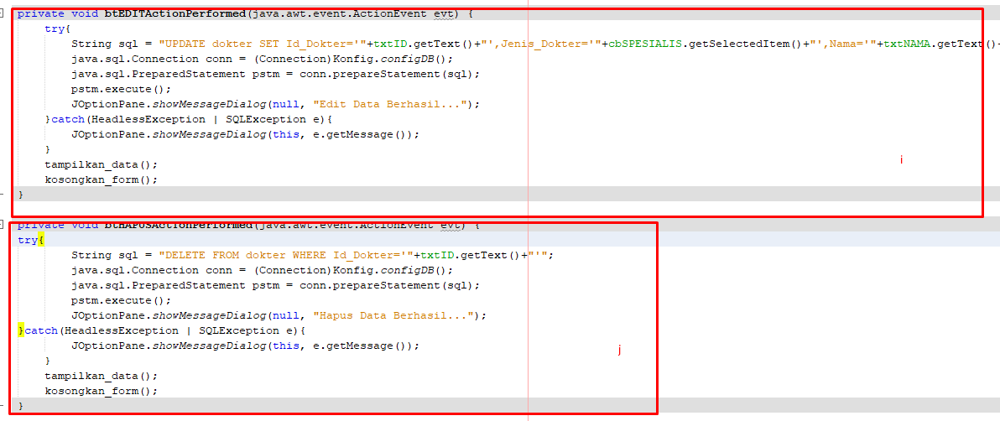 private void btEDITActionPerformed(java.awt.event.ActionEvent evt) {
try{
String sql = "UPDATE dokter SET Id_Dokter='"+txtID.getText()+"',Jenis_Dokter='"+cbSPESIALIS.getSelectedItem()+"',Nama='"+txtNAMA.getText()+
java.sql.Connection conn = (Connection)Konfig.configDB();
java.sql.PreparedStatement pstm = conn.prepareStatement(sql);
pstm.execute();
JOptionPane.showMessageDialog(null, "Edit Data Berhasil...");
}catch(HeadlessException | SQLException e){
JOptionPane.showMessageDialog(this, e.getMessage());
}
i
tampilkan_data();
kosongkan_form();
}
private void btHAPUSActionPerformed(java.awt.event.ActionEvent evt) {
try{
String sql = "DELETE FROM dokter WHERE Id_Dokter='"+txtID.getText()+"'";
java.sql.Connection conn = (Connection)Konfig.configDB();
java.sql.PreparedStatement pstm = conn.prepareStatement(sql);
pstm.execute();
JOptionPane.showMessageDialog(null, "Hapus Data Berhasil...");
}catch(HeadlessException | SQLException e){
JOptionPane.showMessageDialog(this, e.getMessage());
j
}
tampilkan_data();
kosongkan_form();
}